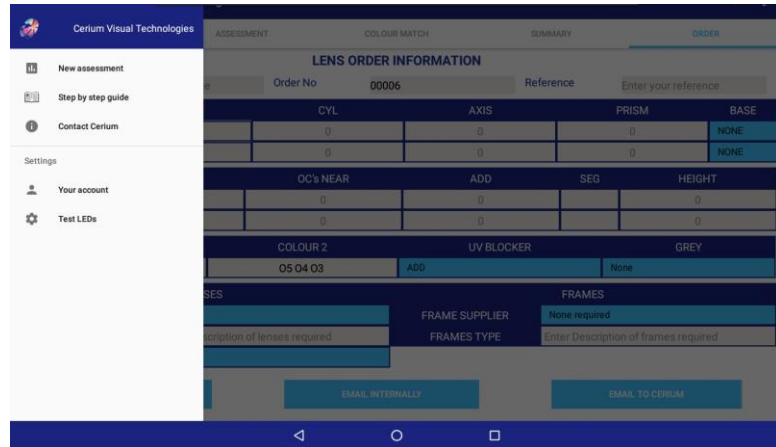 Cerium Visual Technologies
New assessment
Step by step guide
Contact Cerium
Settings
Your account
Test LEDs
ASSESSMENT COLOUR MATCH SUMMARY ORDER
LENS ORDER INFORMATION
Order No 00006 Reference Enter your reference
CYL AXIS PRISM BASE
0 0 0 NONE
0 0 0 NONE
OC's NEAR ADD SEG HEIGHT
0 0 0
0 0 0
COLOUR 2 UV BLOCKER GREY
05 04 03 ADD None
FRAMES
FRAME SUPPLIER None required
of lenses required FRAMES TYPE Enter Description of frames required
EMAIL INTERNALLY EMAIL TO CERIUM